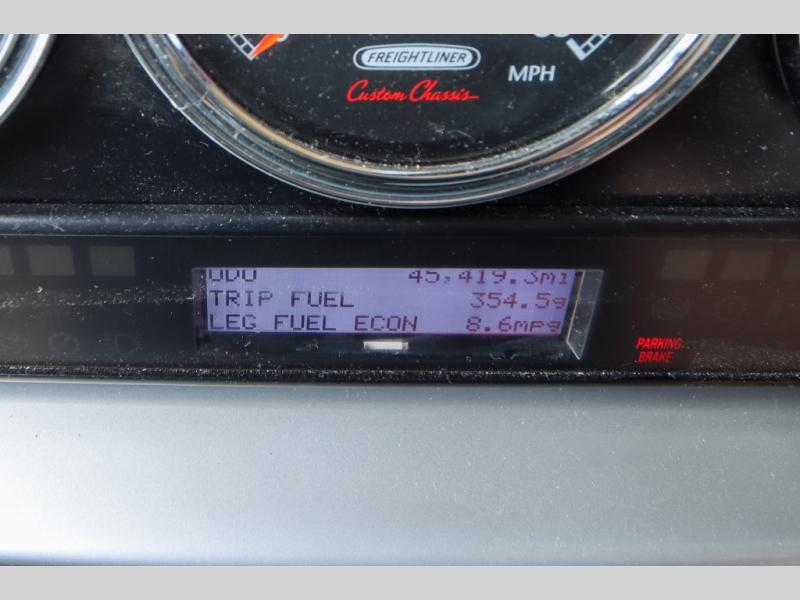 FREIGHTLINER
Custom Chassis
MPH
ODO 45,419.3mi
TRIP FUEL 354.5g
LEG FUEL ECON 8.6mpg
PARKING
BRAKE